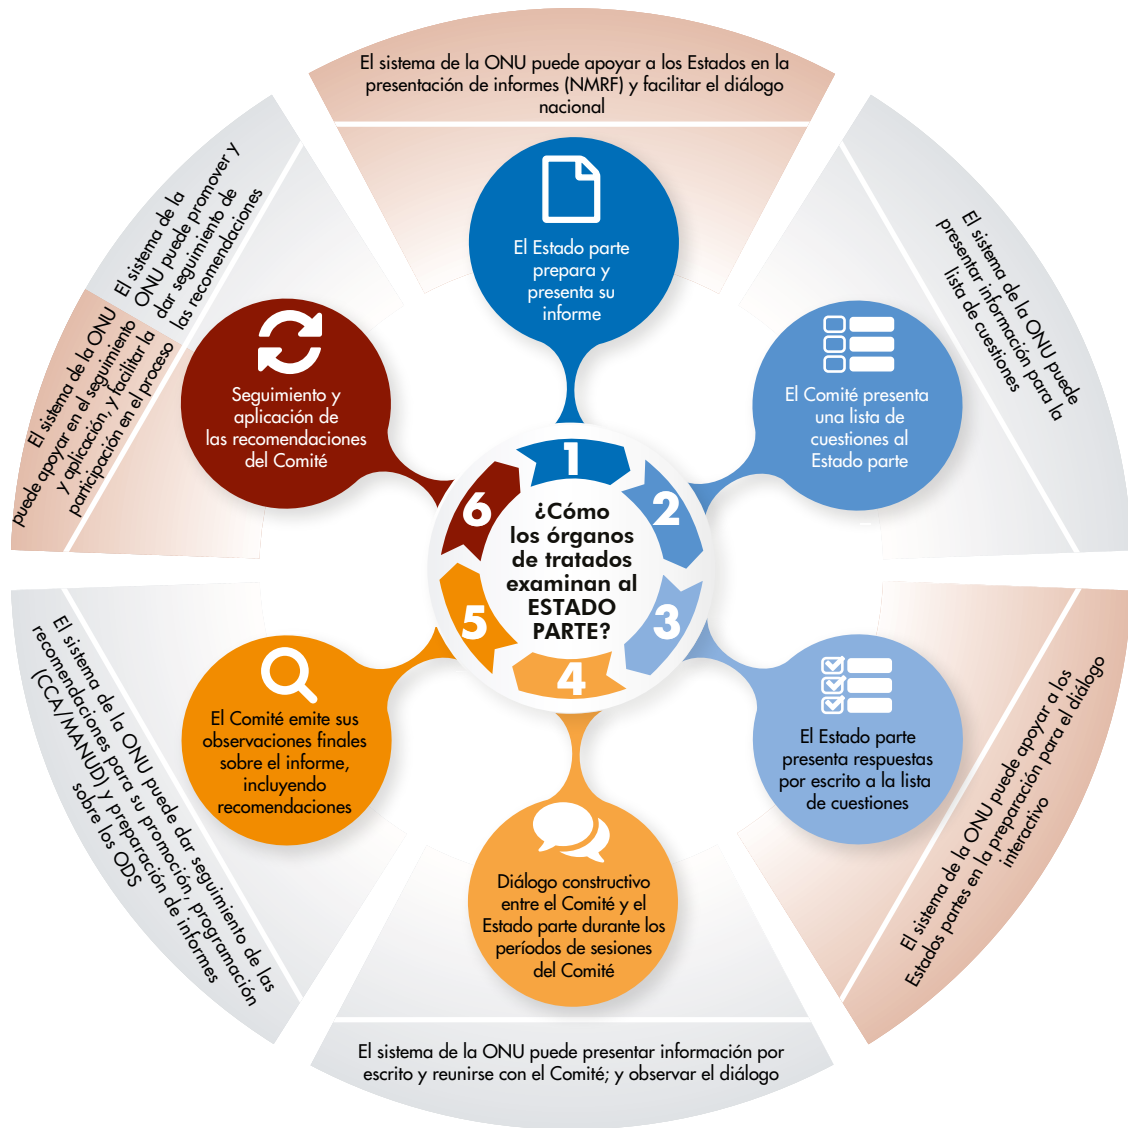 El sistema de la ONU puede apoyar a los Estados en la
presentación de informes (NMRF) y facilitar el diálogo
nacional
El Estado parte
prepara y
presenta su
informe
El sistema de la ONU puede
presentar información para la
lista de cuestiones
El Comité presenta
una lista de
cuestiones al
Estado parte
El sistema de la ONU puede apoyar a los
Estados partes en la preparación para el diálogo
interactivo
El Estado parte
presenta respuestas
por escrito a la lista
de cuestiones
Diálogo constructivo
entre el Comité y el
Estado parte durante los
períodos de sesiones
del Comité
El sistema de la ONU puede presentar información por
escrito y reunirse con el Comité; y observar el diálogo
El Comité emite sus
observaciones finales
sobre el informe,
incluyendo
recomendaciones
El sistema de la ONU puede dar seguimiento de las
recomendaciones para su promoción, programación
(CCA/MANUD) y preparación de informes
sobre los ODS
Seguimiento y
aplicación de
las recomendaciones
del Comité
El sistema de la ONU
puede apoyar en el seguimiento
y aplicación, y facilitar la
participación en el proceso
El sistema de la
ONU puede promover y
dar seguimiento de
las recomendaciones
1
2
3
4
5
6
¿Cómo
los órganos
de tratados
examinan al
ESTADO
PARTE?